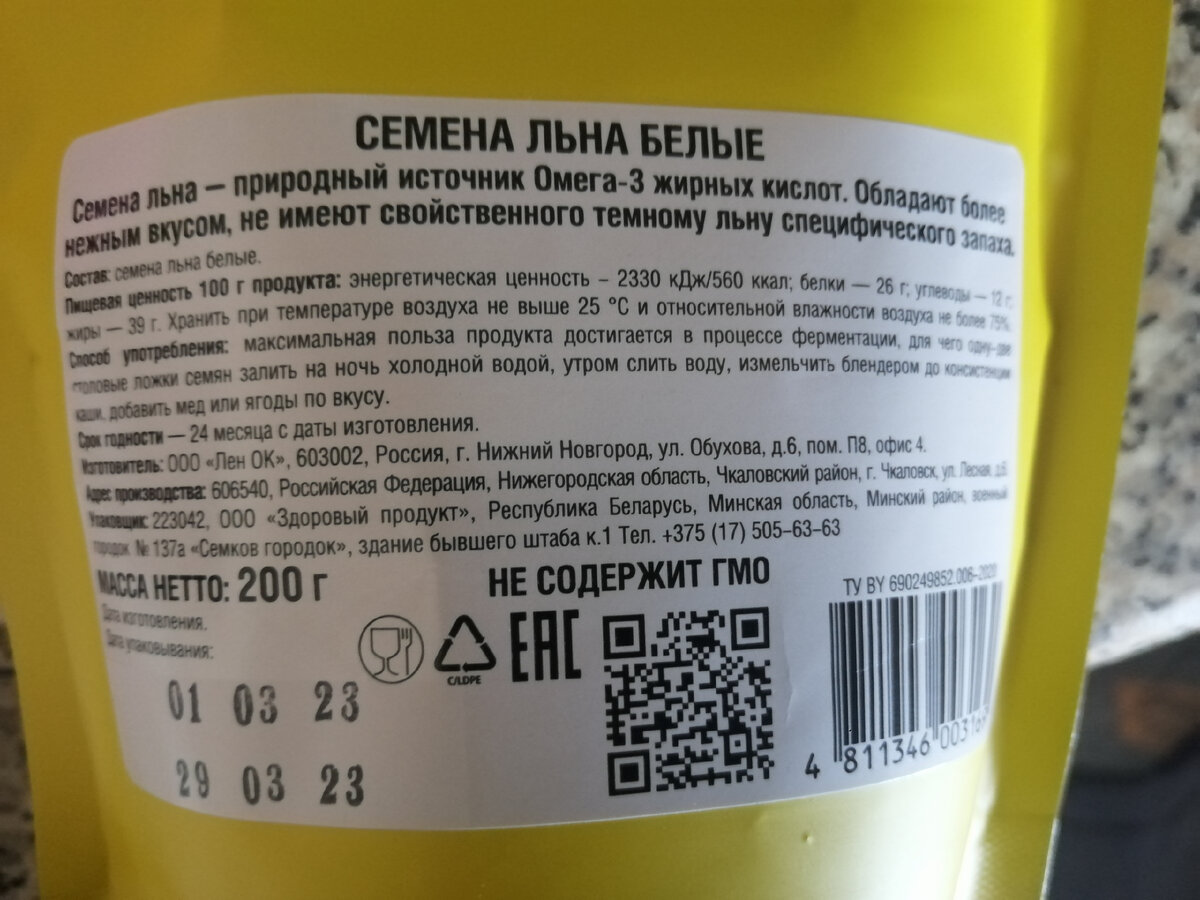 СЕМЕНА ЛЬНА БЕЛЫЕ
Семена льна — природный источник Омега-3 жирных кислот. Обладают более
нежным вкусом, не имеют свойственного темному льну специфического запаха.
Состав: семена льна белые.
Пищевая ценность 100 г продукта: энергетическая ценность – 2330 кДж/560 ккал; белки — 26 г; углеводы — 12 г;
жиры — 39 г. Хранить при температуре воздуха не выше 25 °С и относительной влажности воздуха не более 75%.
Способ употребления: максимальная польза продукта достигается в процессе ферментации, для чего одну-две
столовые ложки семян залить на ночь холодной водой, утром слить воду, измельчить блендером до консистенции
каши, добавить мед или ягоды по вкусу.
Срок годности — 24 месяца с даты изготовления.
Изготовитель: ООО «Лен ОК», 603002, Россия, г. Нижний Новгород, ул. Обухова, д.6, пом. П8, офис 4.
Адрес производства: 606540, Российская Федерация, Нижегородская область, Чкаловский район, г. Чкаловск, ул. Лесная, д.6.
Упаковщик: 223042, ООО «Здоровый продукт», Республика Беларусь, Минская область, Минский район, военный
городок № 137а «Семков городок», здание бывшего штаба к.1 Тел. +375 (17) 505-63-63
МАССА НЕТТО: 200 г
НЕ СОДЕРЖИТ ГМО
ТУ BY 690249852.006-2020
Дата изготовления.
Дата упаковывания:
C/LDPE
EAC
01 03 23
29 03 23
4 811346 00316